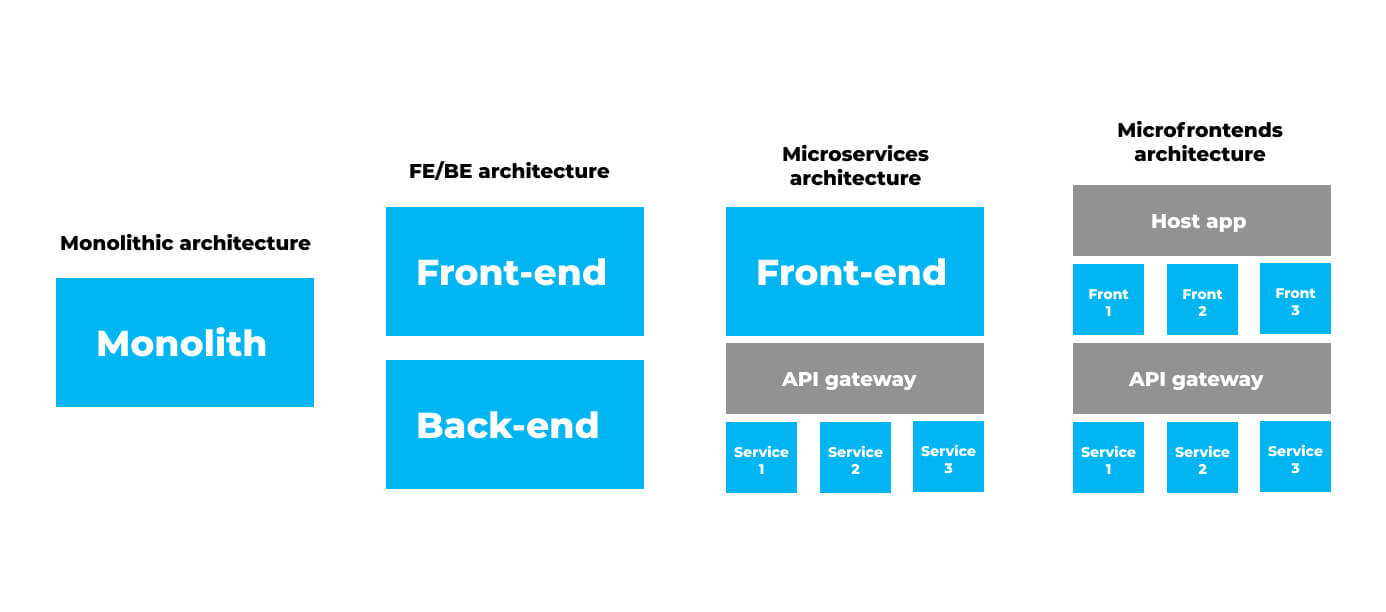 Monolithic architecture
Monolith
FE/BE architecture
Front-end
Back-end
Microservices
architecture
Front-end
API gateway
Service
1
Service
2
Service
3
Microfrontends
architecture
Host app
Front
1
Front
2
Front
3
API gateway
Service
1
Service
2
Service
3